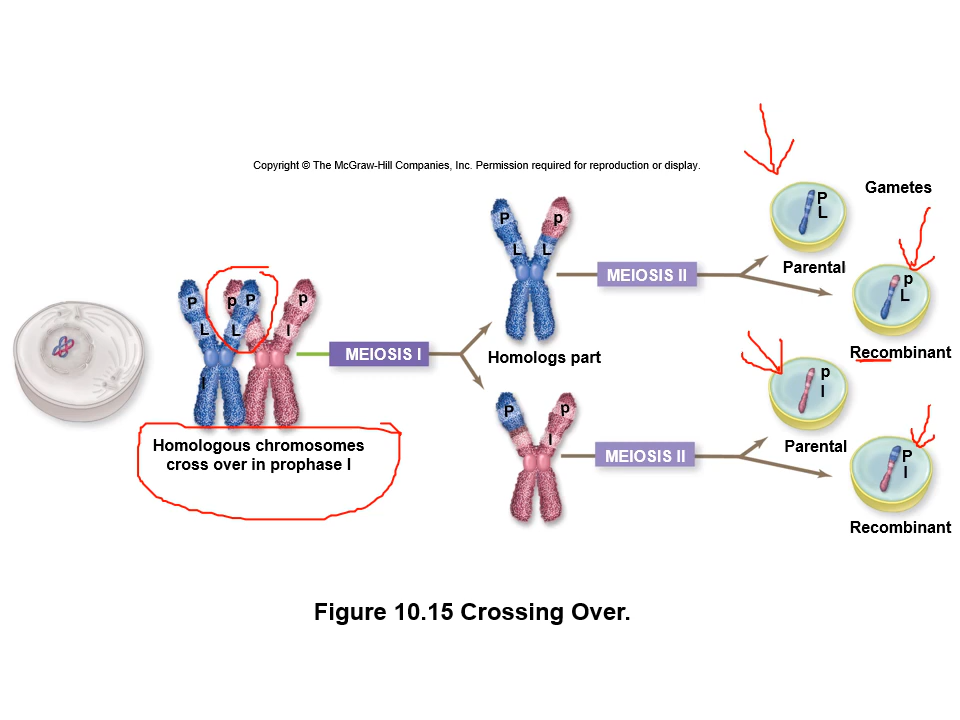 Copyright © The McGraw-Hill Companies, Inc. Permission required for reproduction or display.
P
L
Gametes
P
p
L
L
MEIOSIS II
Parental
p
L
Recombinant
P
p
P
p
L
L
l
l
MEIOSIS I
Homologs part
Homologous chromosomes
cross over in prophase I
P
p
l
MEIOSIS II
p
l
Parental
P
l
Recombinant
Figure 10.15 Crossing Over.